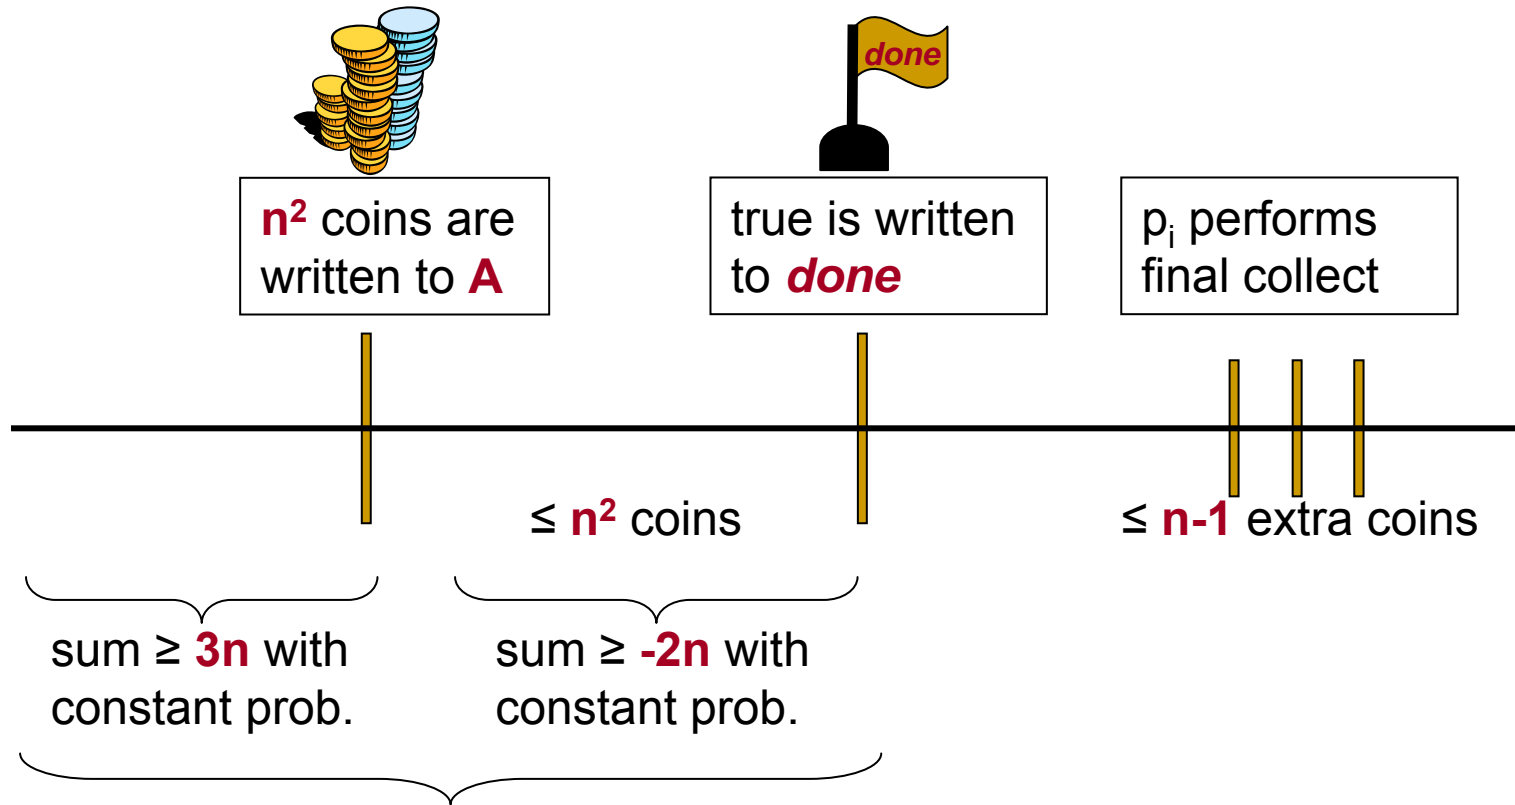 done
n² coins are
written to A
true is written
to done
pᵢ performs
final collect
≤ n² coins
≤ n-1 extra coins
sum ≥ 3n with
constant prob.
sum ≥ -2n with
constant prob.